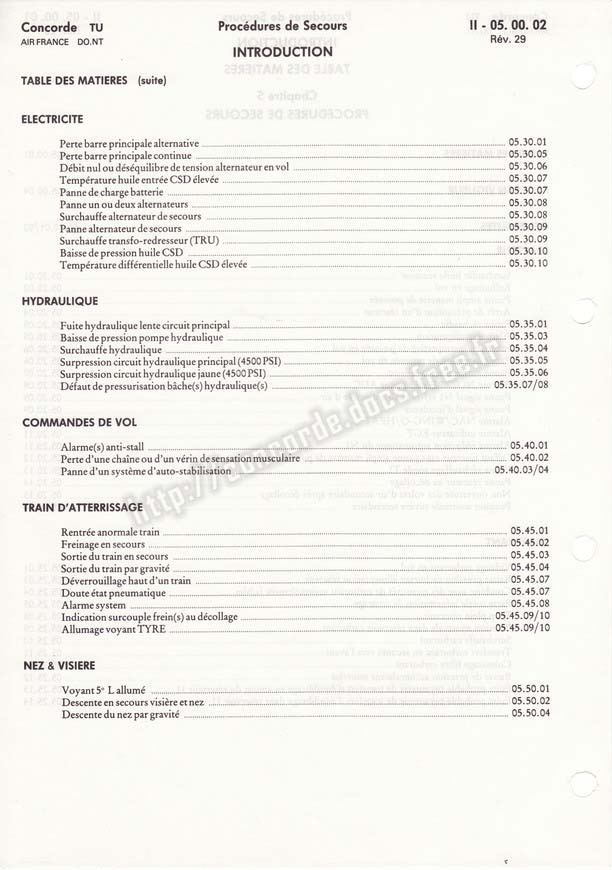 Concorde TU
Procédures de Secours
II - 05. 00. 02
AIR FRANCE DO.NT
INTRODUCTION
Rév. 29
TABLE DES MATIERES (suite)
ELECTRICITE
Perte barre principale alternative 05.30.01
Perte barre principale continue 05.30.05
Débit nul ou déséquilibre de tension alternateur en vol 05.30.06
Température huile entrée CSD élevée 05.30.07
Panne de charge batterie 05.30.07
Panne un ou deux alternateurs 05.30.08
Surchauffe alternateur de secours 05.30.08
Panne alternateur de secours 05.30.09
Surchauffe transfo-redresseur (TRU) 05.30.09
Baisse de pression huile CSD 05.30.10
Température différentielle huile CSD élevée 05.30.10
HYDRAULIQUE
Fuite hydraulique lente circuit principal 05.35.01
Baisse de pression pompe hydraulique 05.35.03
Surchauffe hydraulique 05.35.04
Surpression circuit hydraulique principal (4500 PSI) 05.35.05
Surpression circuit hydraulique jaune (4500 PSI) 05.35.06
Défaut de pressurisation bâche(s) hydraulique(s) 05.35.07/08
COMMANDES DE VOL
Alarme(s) anti-stall 05.40.01
Perte d'une chaîne ou d'un vérin de sensation musculaire 05.40.02
Panne d'un système d'auto-stabilisation 05.40.03/04
TRAIN D'ATTERRISSAGE
Rentrée anormale train 05.45.01
Freinage en secours 05.45.02
Sortie du train en secours 05.45.03
Sortie du train par gravité 05.45.04
Déverrouillage haut d'un train 05.45.07
Doute état pneumatique 05.45.07
Alarme system 05.45.08
Indication surcouple frein(s) au décollage 05.45.09/10
Allumage voyant TYRE 05.45.09/10
NEZ & VISIERE
Voyant 5° L allumé 05.50.01
Descente en secours visière et nez 05.50.02
Descente du nez par gravité 05.50.04
http://concorde.docs.free.fr